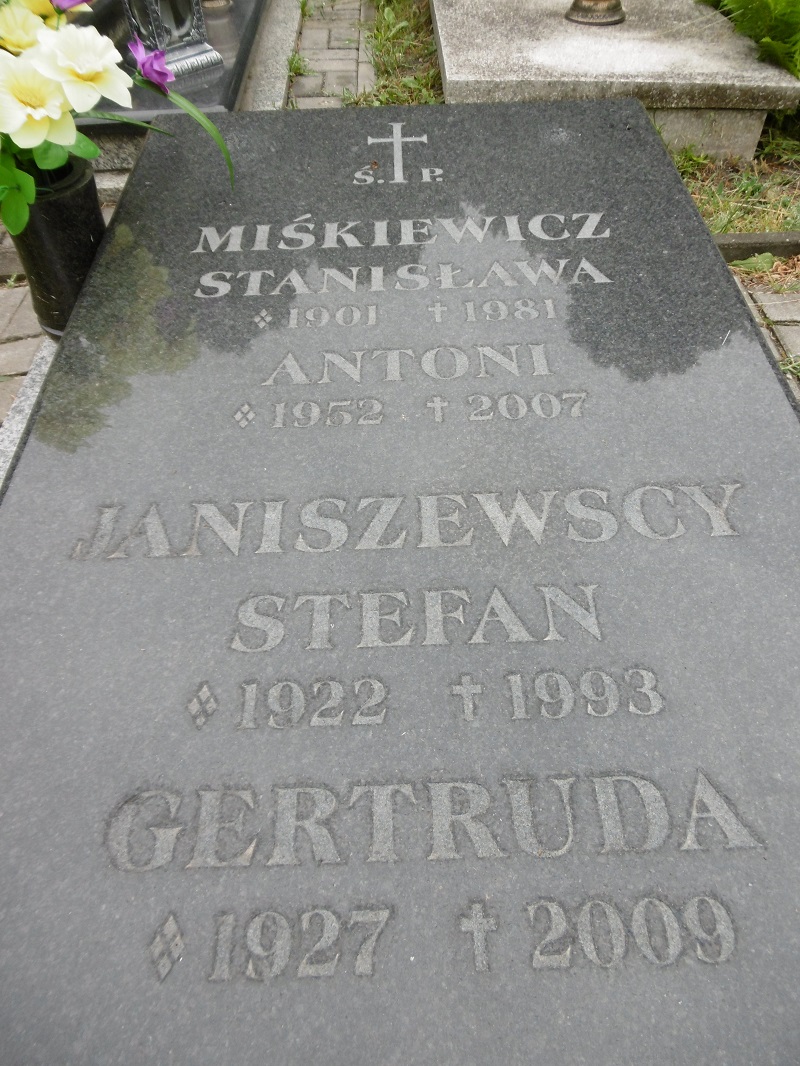 Ś. P.
MIŚKIEWICZ
STANISŁAWA
1901 1981
ANTONI
1952 2007
JANISZEWSCY
STEFAN
1922 1993
GERTRUDA
1927 2009